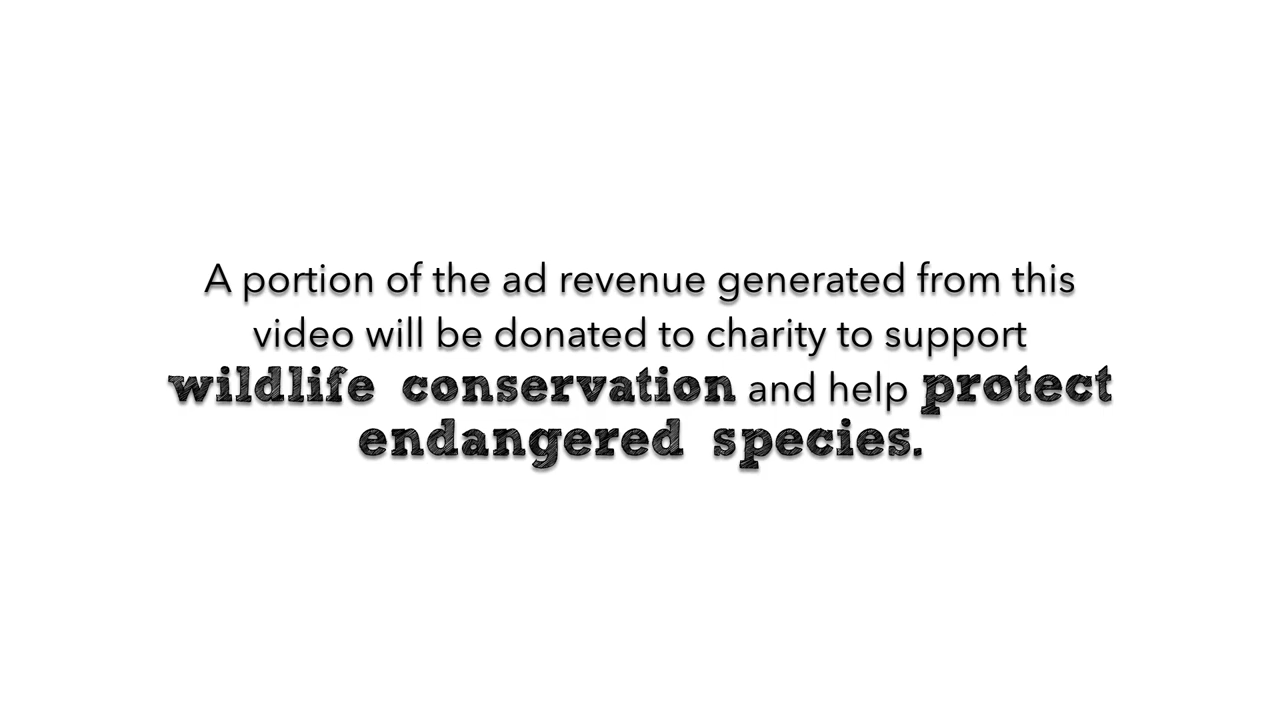 A portion of the ad revenue generated from this
video will be donated to charity to support
wildlife conservation and help protect
endangered species.